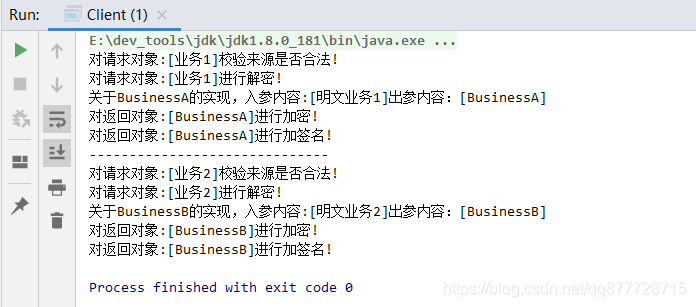 Run: Client (1)
E:\dev_tools\jdk\jdk1.8.0_181\bin\java.exe ...
对请求对象:[业务1]校验来源是否合法!
对请求对象:[业务1]进行解密!
关于BusinessA的实现，入参内容:[明文业务1]出参内容：[BusinessA]
对返回对象:[BusinessA]进行加密!
对返回对象:[BusinessA]进行加签名!
------------------------------
对请求对象:[业务2]校验来源是否合法!
对请求对象:[业务2]进行解密!
关于BusinessB的实现，入参内容:[明文业务2]出参内容：[BusinessB]
对返回对象:[BusinessB]进行加密!
对返回对象:[BusinessB]进行加签名!
Process finished with exit code 0
https://blog.csdn.net/qq877728715